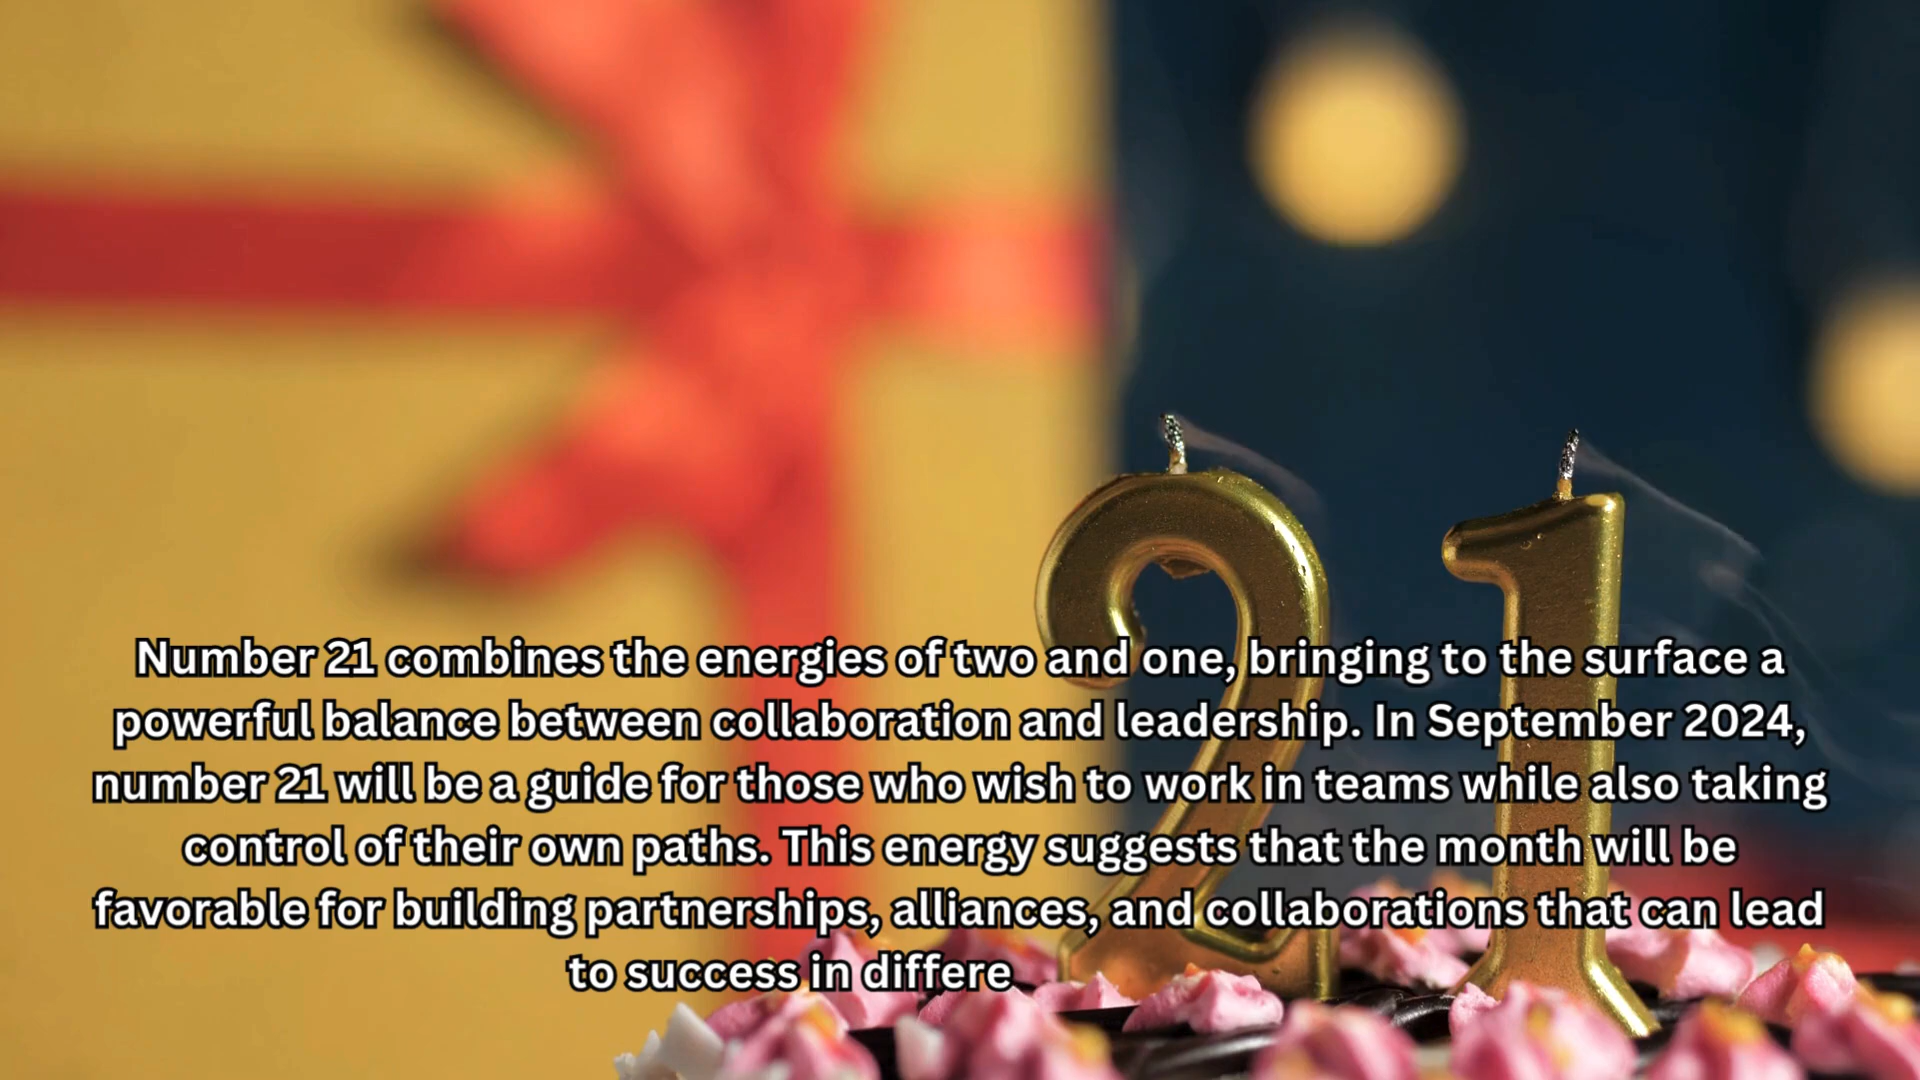 21
Number 21 combines the energies of two and one, bringing to the surface a
powerful balance between collaboration and leadership. In September 2024,
number 21 will be a guide for those who wish to work in teams while also taking
control of their own paths. This energy suggests that the month will be
favorable for building partnerships, alliances, and collaborations that can lead
to success in differe